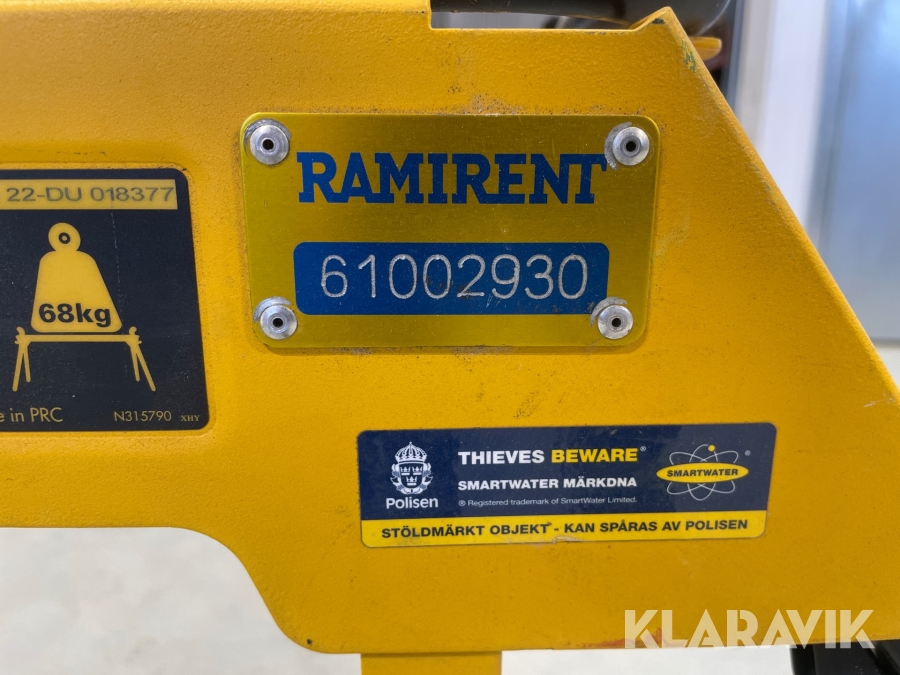 RAMIRENT
61002930
22-DU 018377
68kg
in PRC
N315790 XHY
Polisen
THIEVES BEWARE®
SMARTWATER MÄRKDNA
® Registered trademark of SmartWater Limited.
SMARTWATER
STÖLDMÄRKT OBJEKT - KAN SPÅRAS AV POLISEN
KLARAVIK